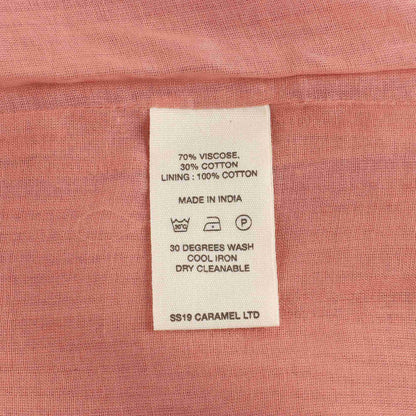 70% VISCOSE,
30% COTTON
LINING : 100% COTTON
MADE IN INDIA
30°C P
30 DEGREES WASH
COOL IRON
DRY CLEANABLE
SS19 CARAMEL LTD